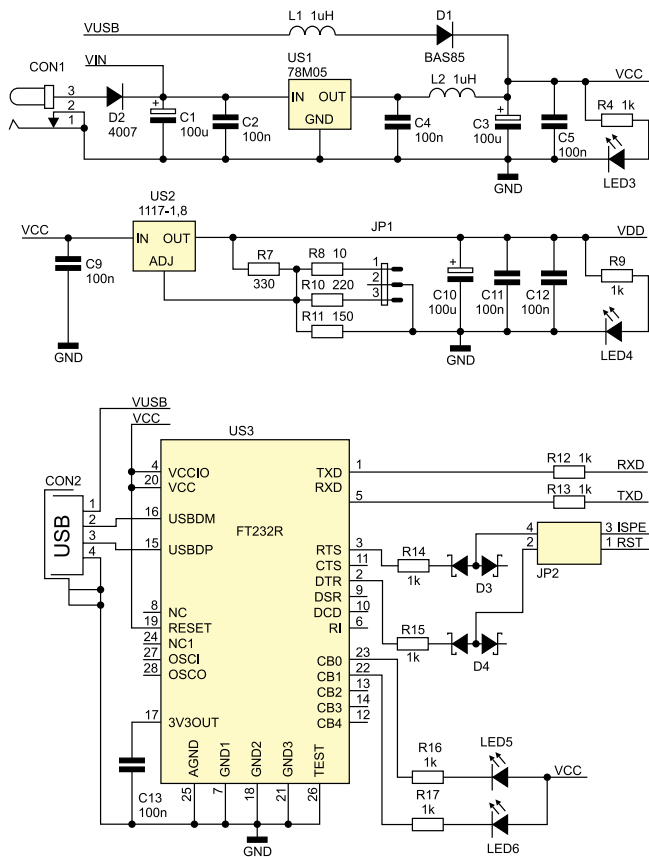 L1 1uH
D1
VUSB
BAS85
US1
78M05
VIN
CON1
L2 1uH
VCC
3
2
1
D2
4007
+
C1
100u
C2
100n
IN OUT
GND
C4
100n
+
C3
100u
C5
100n
R4 1k
LED3
GND
US2
1117-1,8
VCC
IN OUT
ADJ
JP1
VDD
C9
100n
R7
330
R8 10
R10 220
R11 150
1
2
3
+
C10
100u
C11
100n
C12
100n
R9
1k
LED4
GND
GND
VUSB
VCC
US3
CON2
USB
1
2
3
4
4 VCCIO
20 VCC
16 USBDM
15 USBDP
8 NC
19 RESET
24 NC1
27 OSCI
28 OSCO
17 3V3OUT
FT232R
TXD 1
RXD 5
RTS 3
CTS 11
DTR 2
DSR 9
DCD 10
RI 6
CB0 23
CB1 22
CB2 13
CB3 14
CB4 12
AGND GND1 GND2 GND3 TEST
25 7 18 21 26
C13
100n
GND
R12 1k RXD
R13 1k TXD
R14
1k
D3
4 3 ISPE
2 1 RST
JP2
R15
1k
D4
R16
1k
LED5
VCC
R17
1k
LED6